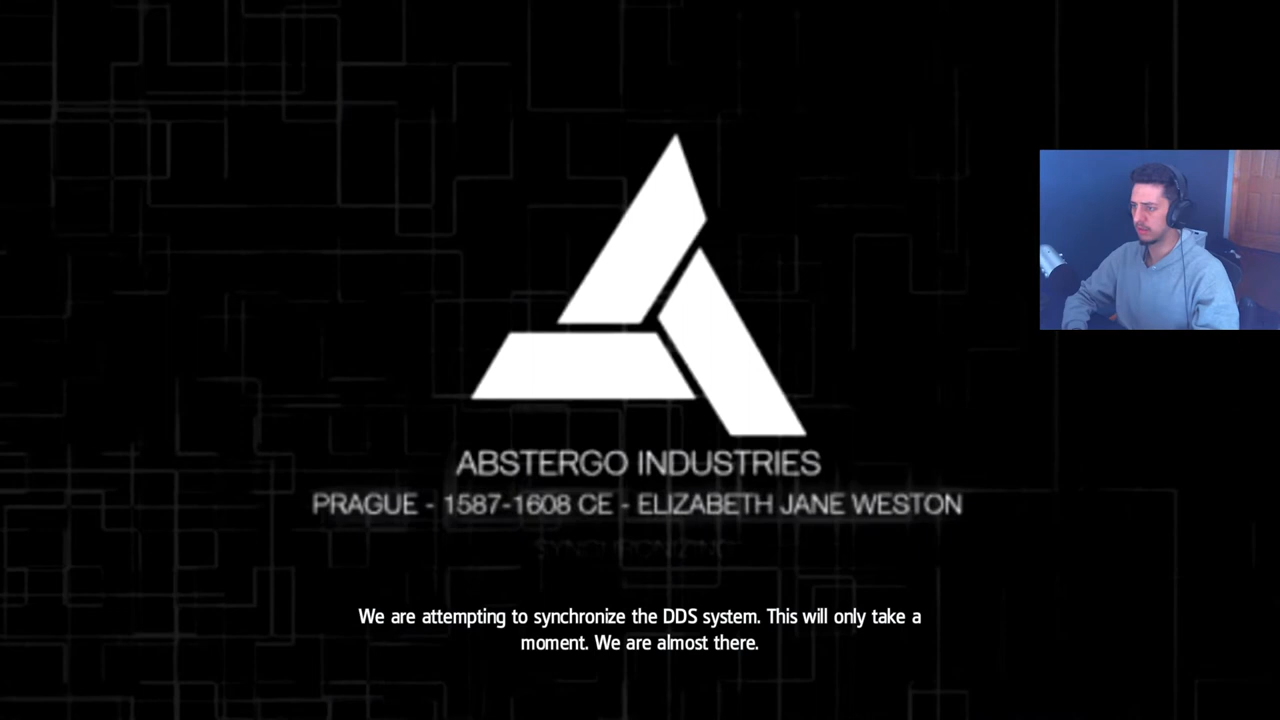 ABSTERGO INDUSTRIES
PRAGUE - 1587-1608 CE - ELIZABETH JANE WESTON
SYNCHRONIZING
We are attempting to synchronize the DDS system. This will only take a
moment. We are almost there.